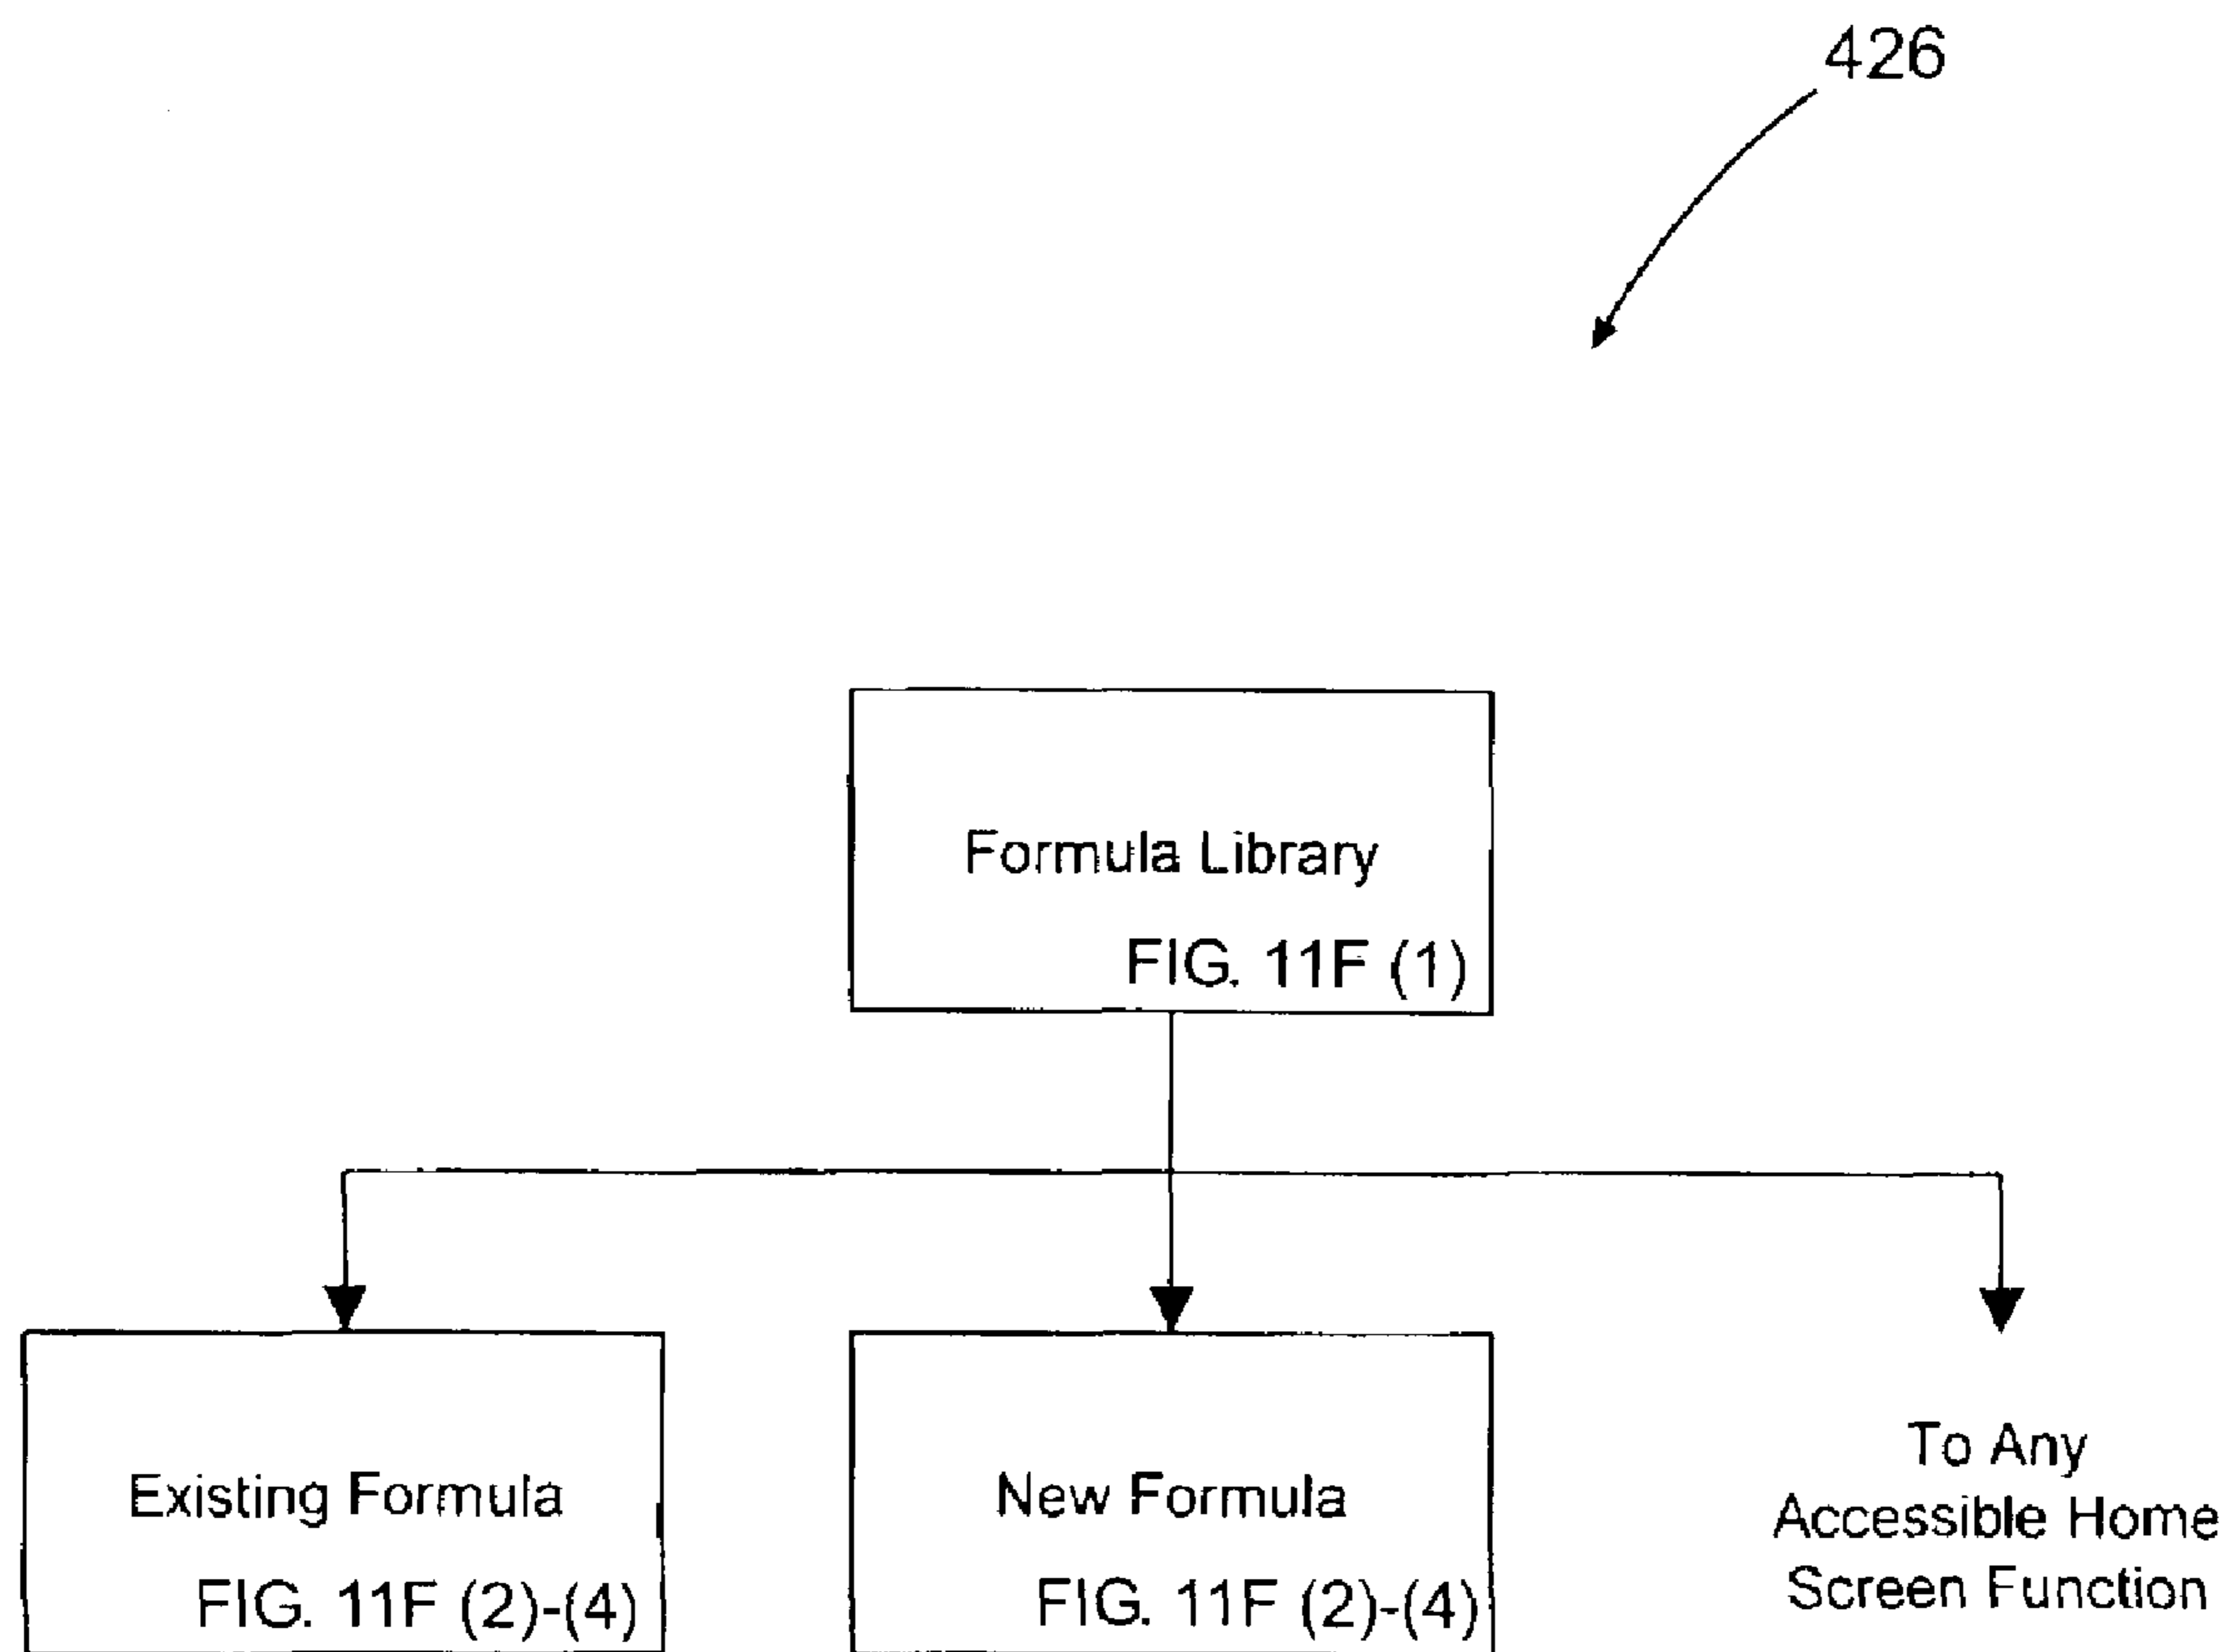 426
Formula Library
FIG. 11F (1)
Existing Formula
FIG. 11F (2)-(4)
New Formula
FIG. 11F (2)-(4)
To Any
Accessible Home
Screen Function